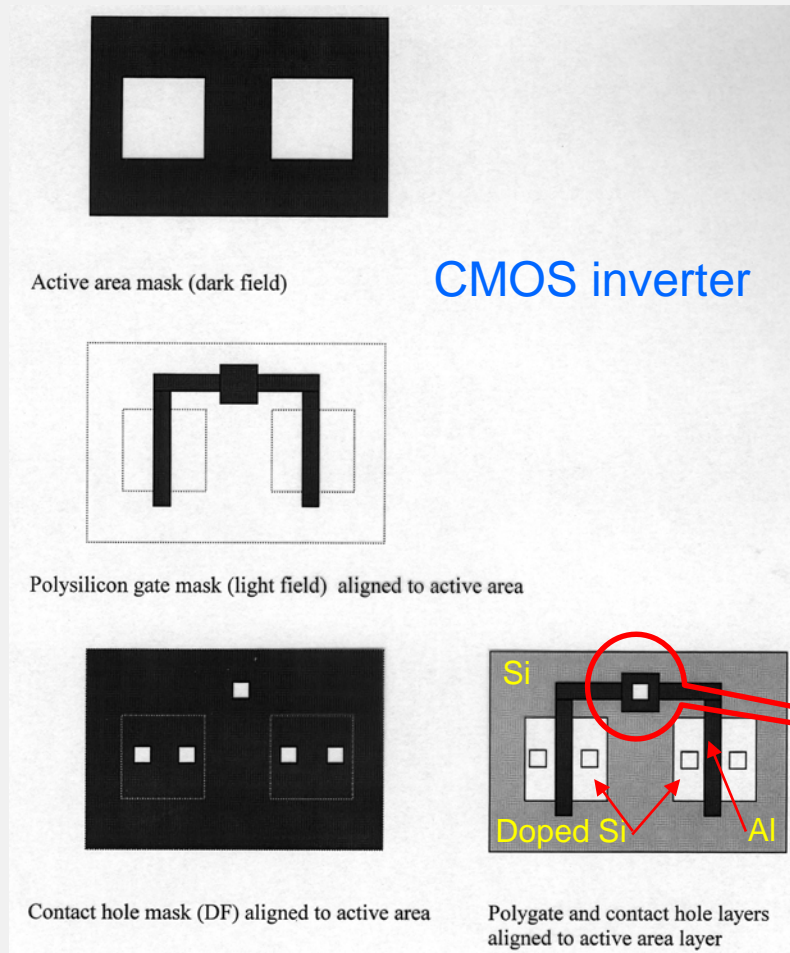 Active area mask (dark field)
CMOS inverter
Polysilicon gate mask (light field) aligned to active area
Si
Doped Si
Al
Contact hole mask (DF) aligned to active area
Polygate and contact hole layers
aligned to active area layer